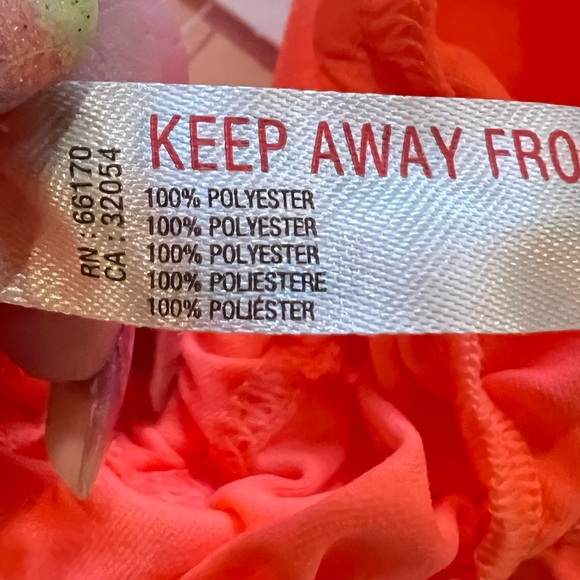 RN : 66170
CA : 32054
KEEP AWAY FRO
100% POLYESTER
100% POLYESTER
100% POLYESTER
100% POLIESTERE
100% POLIÉSTER